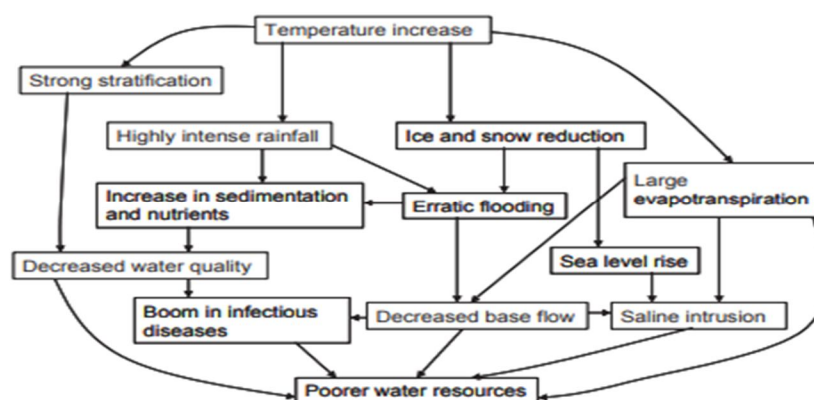 Temperature increase
Strong stratification
Highly intense rainfall
Ice and snow reduction
Large
evapotranspiration
Increase in sedimentation
and nutrients
Erratic flooding
Decreased water quality
Sea level rise
Boom in infectious
diseases
Decreased base flow
Saline intrusion
Poorer water resources